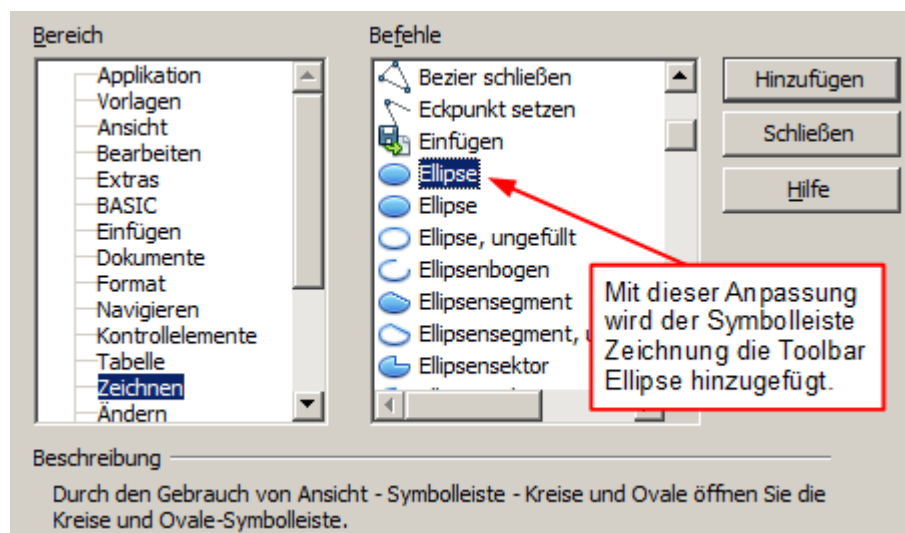 Bereich
Applikation
Vorlagen
Ansicht
Bearbeiten
Extras
BASIC
Einfügen
Dokumente
Format
Navigieren
Kontrollelemente
Tabelle
Zeichnen
Ändern
Befehle
Bezier schließen
Eckpunkt setzen
Einfügen
Ellipse
Ellipse
Ellipse, ungefüllt
Ellipsenbogen
Ellipsensegment
Ellipsensegment,
Ellipsensektor
Hinzufügen
Schließen
Hilfe
Mit dieser Anpassung
wird der Symbolleiste
Zeichnung die Toolbar
Ellipse hinzugefügt.
Beschreibung
Durch den Gebrauch von Ansicht - Symbolleiste - Kreise und Ovale öffnen Sie die
Kreise und Ovale-Symbolleiste.